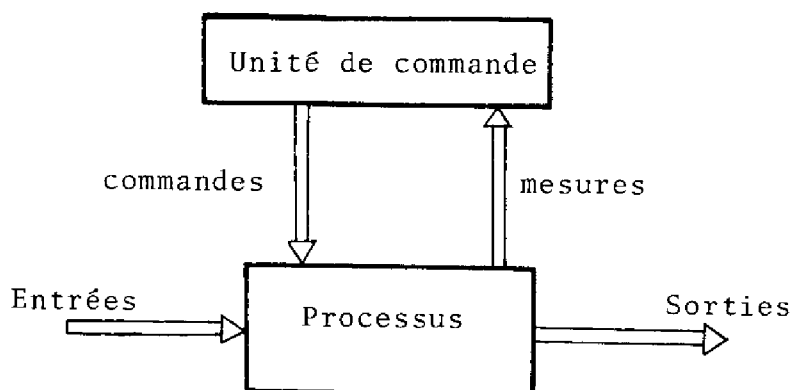 Unité de commande
commandes
mesures
Entrées
Processus
Sorties